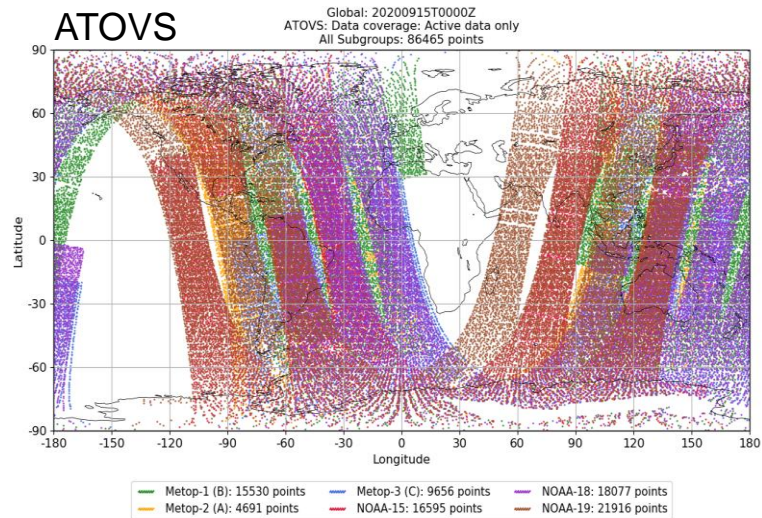 ATOVS
Global: 20200915T0000Z
ATOVS: Data coverage: Active data only
All Subgroups: 86465 points
90
60
30
0
-30
-60
-90
Latitude
-180 -150 -120 -90 -60 -30 0 30 60 90 120 150 180
Longitude
Metop-1 (B): 15530 points Metop-3 (C): 9656 points NOAA-18: 18077 points
Metop-2 (A): 4691 points NOAA-15: 16595 points NOAA-19: 21916 points